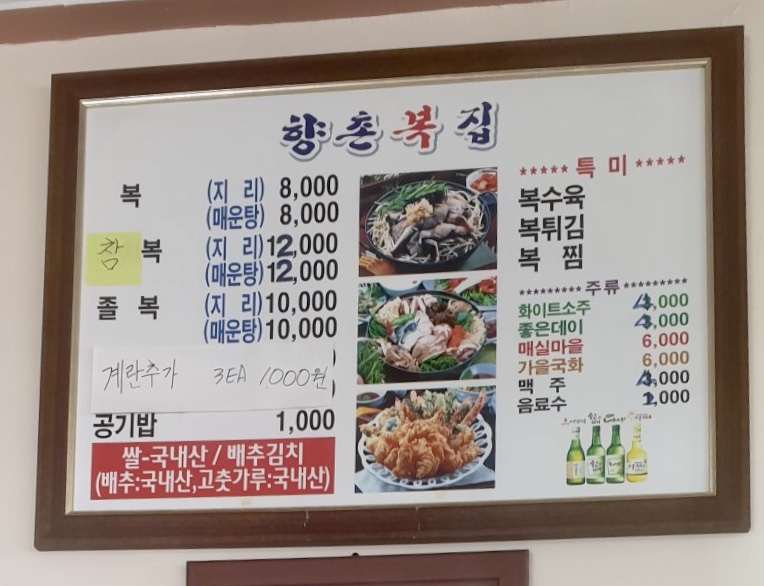 향촌복집
복 (지 리) 8,000
(매운탕) 8,000
참복 (지 리) 12,000
(매운탕) 12,000
졸 복 (지 리) 10,000
(매운탕) 10,000
계란추가 3EA 1,000원
공기밥 1,000
쌀-국내산 / 배추김치
(배추:국내산,고춧가루:국내산)
***** 특 미 *****
복수육
복튀김
복 찜
********* 주류 *********
화이트소주 4,000
좋은데이 4,000
매실마을 6,000
가을국화 6,000
맥 주 4,000
음료수 2,000